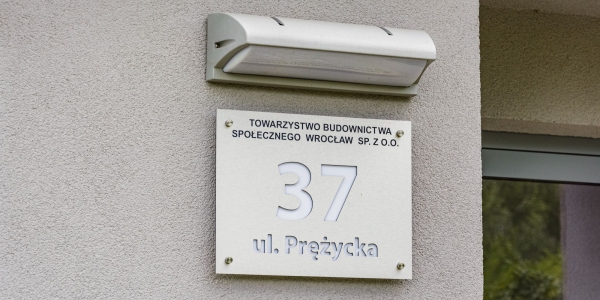 TOWARZYSTWO BUDOWNICTWA
SPOŁECZNEGO WROCŁAW SP. Z O.O.
37
ul. Prężycka